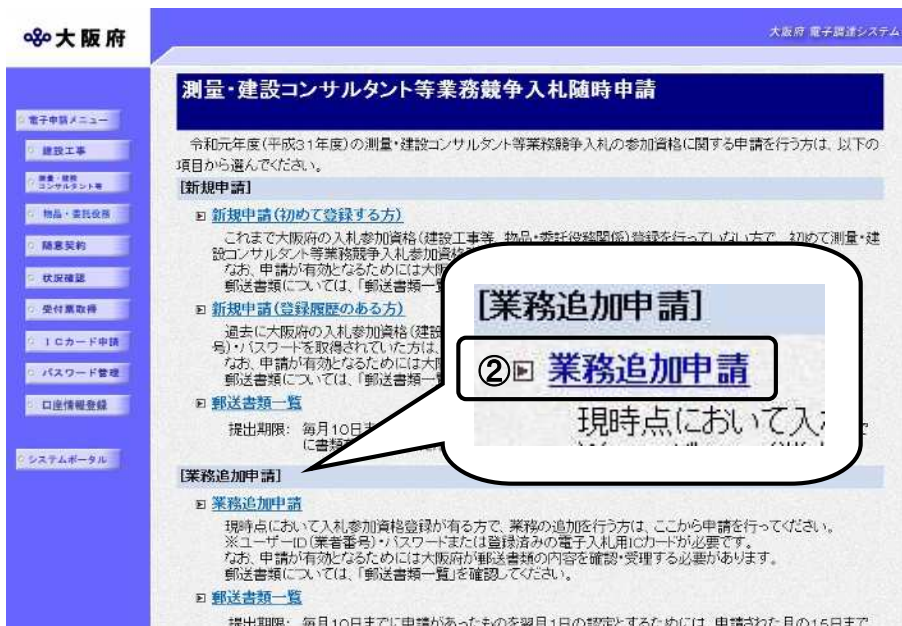 大阪府
大阪府 電子調達システム
電子申請メニュー
建設工事
測量・建設
コンサルタント等
物品・委託役務
随意契約
状況確認
受付票取得
ICカード申請
パスワード管理
口座情報登録
システムポータル
測量・建設コンサルタント等業務競争入札随時申請
令和元年度(平成31年度)の測量・建設コンサルタント等業務競争入札の参加資格に関する申請を行う方は、以下の
項目から選んでください。
[新規申請]
新規申請(初めて登録する方)
これまで大阪府の入札参加資格(建設工事等、物品・委託役務関係)登録を行っていない方で、初めて測量・建
設コンサルタント等業務競争入札参加資格
なお、申請が有効となるためには大阪
郵送書類については、「郵送書類一覧
新規申請(登録履歴のある方)
過去に大阪府の入札参加資格(建設
号)・パスワードを取得されていた方は、
なお、申請が有効となるためには大阪
郵送書類については、「郵送書類一覧
郵送書類一覧
提出期限: 毎月10日ま
に書類
[業務追加申請]
② 業務追加申請
現時点において入
[業務追加申請]
業務追加申請
現時点において入札参加資格登録が有る方で、業務の追加を行う方は、ここから申請を行ってください。
※ユーザーID(業者番号)・パスワードまたは登録済みの電子入札用ICカードが必要です。
なお、申請が有効となるためには大阪府が郵送書類の内容を確認・受理する必要があります。
郵送書類については、「郵送書類一覧」を確認してください。
郵送書類一覧
提出期限: 毎月10日までに申請があったものを翌月1日の認定とするためには、申請された月の15日まで